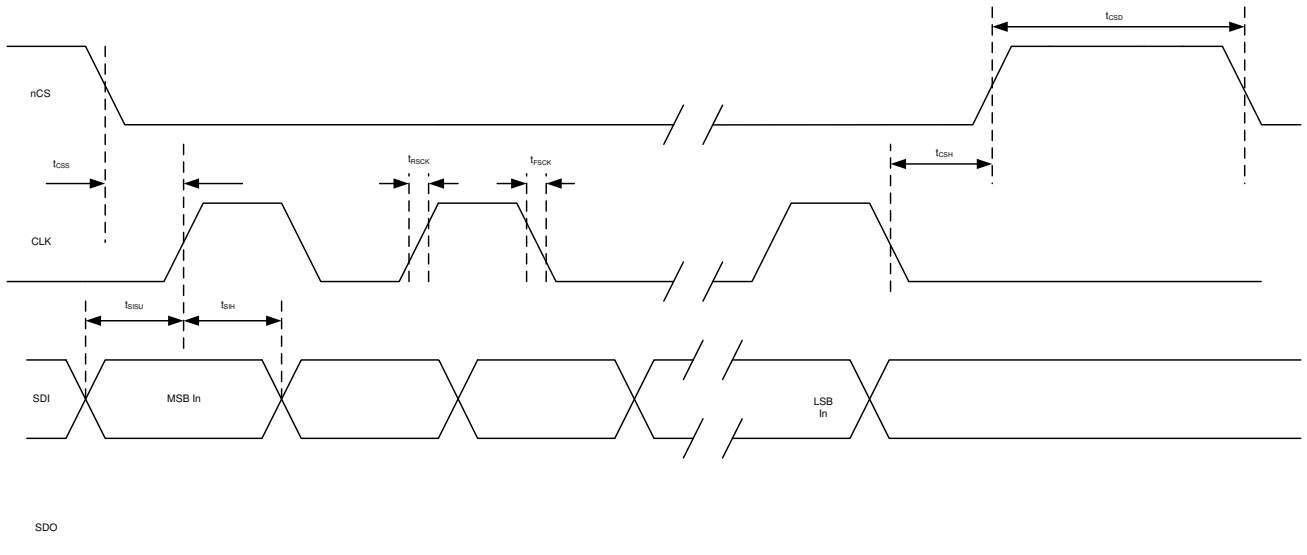 tCSD
nCS
tCSS
tRSCK
tFSCK
tCSH
CLK
tSISU
tSIH
SDI
MSB In
LSB
In
SDO